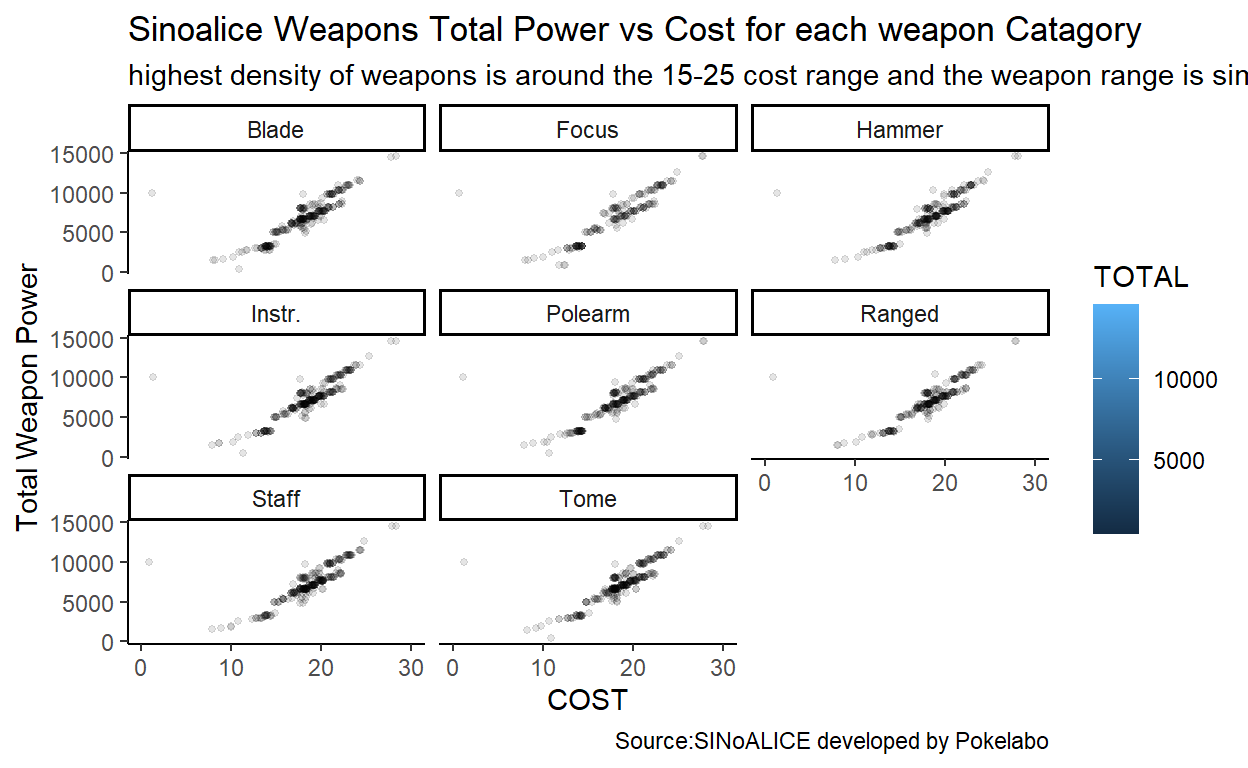 Sinoalice Weapons Total Power vs Cost for each weapon Catagory
highest density of weapons is around the 15-25 cost range and the weapon range is
Blade Focus Hammer
15000
10000
5000
0
Instr. Polearm Ranged
15000
10000
5000
0
0 10 20 30
Staff Tome
15000
10000
5000
0
0 10 20 30 0 10 20 30
Total Weapon Power
COST
TOTAL
10000
5000
Source:SINoALICE developed by Pokelabo